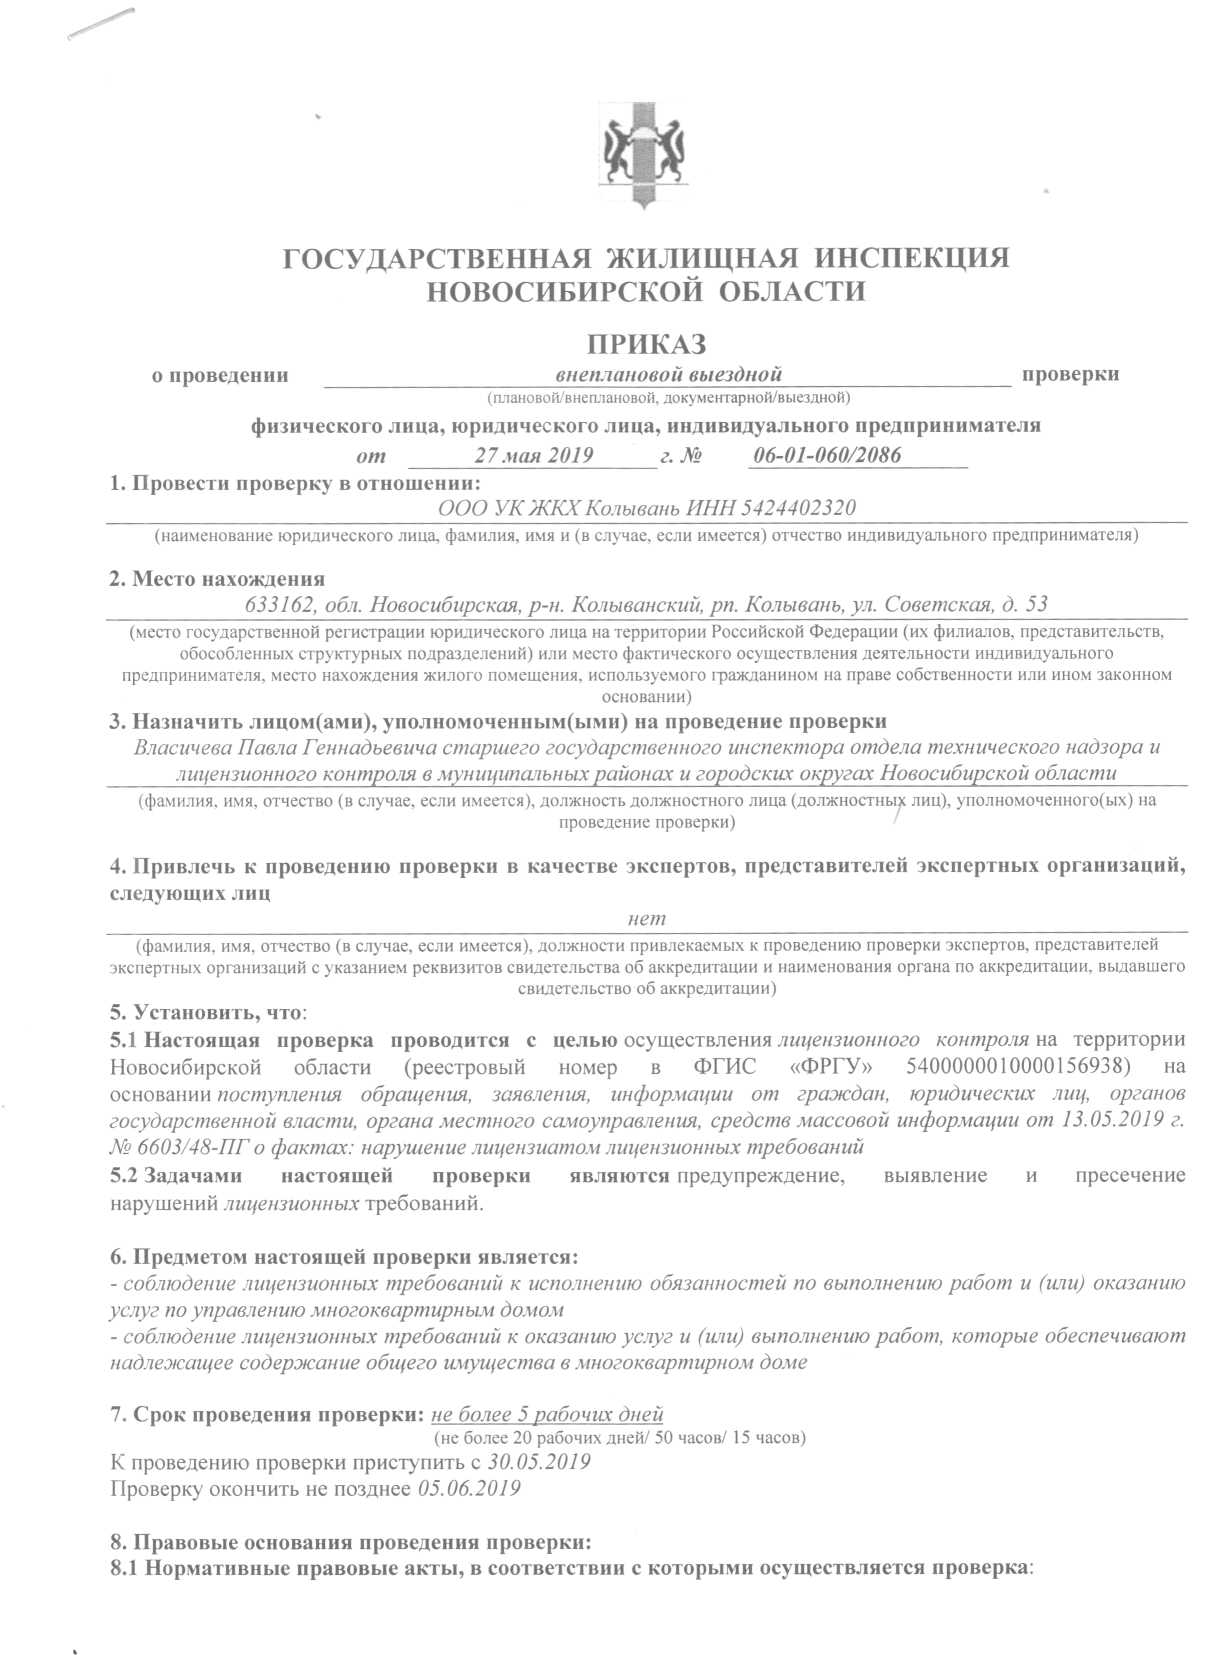 ГОСУДАРСТВЕННАЯ ЖИЛИЩНАЯ ИНСПЕКЦИЯ
НОВОСИБИРСКОЙ ОБЛАСТИ
ПРИКАЗ
о проведении внеплановой выездной проверки
(плановой/внеплановой, документарной/выездной)
физического лица, юридического лица, индивидуального предпринимателя
от 27 мая 2019 г. № 06-01-060/2086
1. Провести проверку в отношении:
ООО УК ЖКХ Колывань ИНН 5424402320
(наименование юридического лица, фамилия, имя и (в случае, если имеется) отчество индивидуального предпринимателя)
2. Место нахождения
633162, обл. Новосибирская, р-н. Колыванский, рп. Колывань, ул. Советская, д. 53
(место государственной регистрации юридического лица на территории Российской Федерации (их филиалов, представительств,
обособленных структурных подразделений) или место фактического осуществления деятельности индивидуального
предпринимателя, место нахождения жилого помещения, используемого гражданином на праве собственности или ином законном
основании)
3. Назначить лицом(ами), уполномоченным(ыми) на проведение проверки
Власичева Павла Геннадьевича старшего государственного инспектора отдела технического надзора и
лицензионного контроля в муниципальных районах и городских округах Новосибирской области
(фамилия, имя, отчество (в случае, если имеется), должность должностного лица (должностных лиц), уполномоченного(ых) на
проведение проверки)
4. Привлечь к проведению проверки в качестве экспертов, представителей экспертных организаций,
следующих лиц
нет
(фамилия, имя, отчество (в случае, если имеется), должности привлекаемых к проведению проверки экспертов, представителей
экспертных организаций с указанием реквизитов свидетельства об аккредитации и наименования органа по аккредитации, выдавшего
свидетельство об аккредитации)
5. Установить, что:
5.1 Настоящая проверка проводится с целью осуществления лицензионного контроля на территории
Новосибирской области (реестровый номер в ФГИС «ФРГУ» 5400000010000156938) на
основании поступления обращения, заявления, информации от граждан, юридических лиц, органов
государственной власти, органа местного самоуправления, средств массовой информации от 13.05.2019 г.
№ 6603/48-ПГ о фактах: нарушение лицензиатом лицензионных требований
5.2 Задачами настоящей проверки являются предупреждение, выявление и пресечение
нарушений лицензионных требований.
6. Предметом настоящей проверки является:
- соблюдение лицензионных требований к исполнению обязанностей по выполнению работ и (или) оказанию
услуг по управлению многоквартирным домом
- соблюдение лицензионных требований к оказанию услуг и (или) выполнению работ, которые обеспечивают
надлежащее содержание общего имущества в многоквартирном доме
7. Срок проведения проверки: не более 5 рабочих дней
(не более 20 рабочих дней/ 50 часов/ 15 часов)
К проведению проверки приступить с 30.05.2019
Проверку окончить не позднее 05.06.2019
8. Правовые основания проведения проверки:
8.1 Нормативные правовые акты, в соответствии с которыми осуществляется проверка: